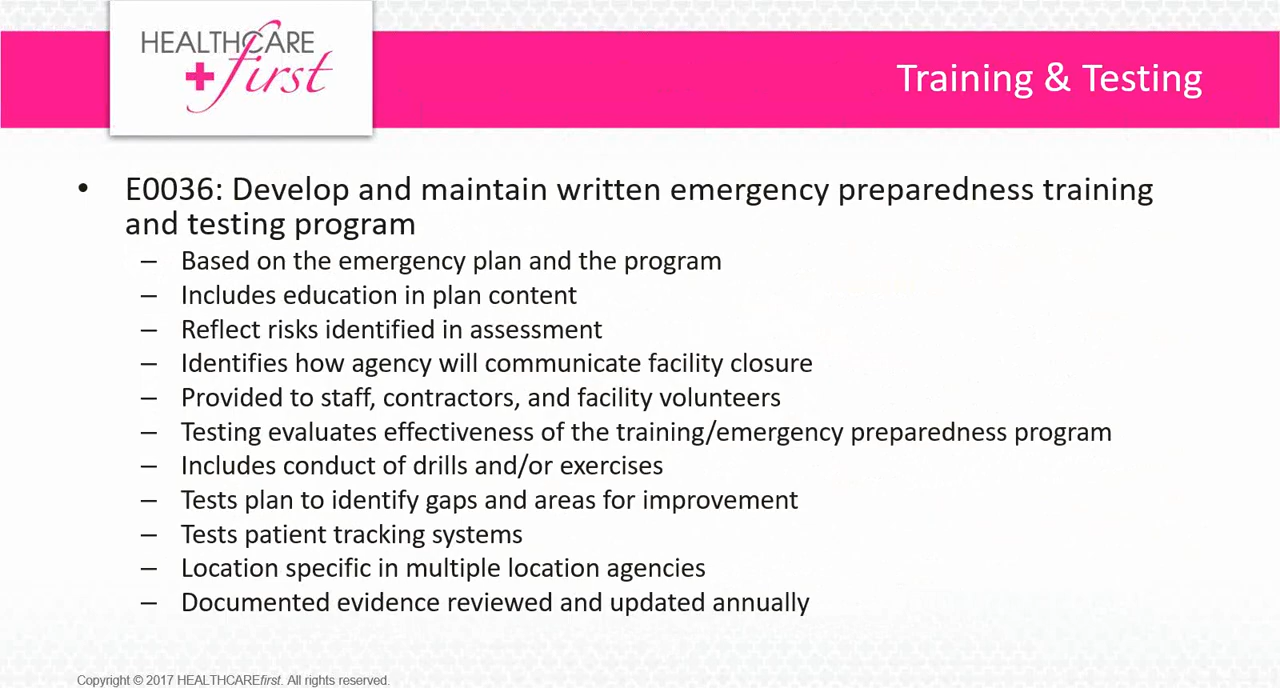 HEALTHCARE
first
Training & Testing
• E0036: Develop and maintain written emergency preparedness training
and testing program
– Based on the emergency plan and the program
– Includes education in plan content
– Reflect risks identified in assessment
– Identifies how agency will communicate facility closure
– Provided to staff, contractors, and facility volunteers
– Testing evaluates effectiveness of the training/emergency preparedness program
– Includes conduct of drills and/or exercises
– Tests plan to identify gaps and areas for improvement
– Tests patient tracking systems
– Location specific in multiple location agencies
– Documented evidence reviewed and updated annually
Copyright © 2017 HEALTHCAREfirst. All rights reserved.